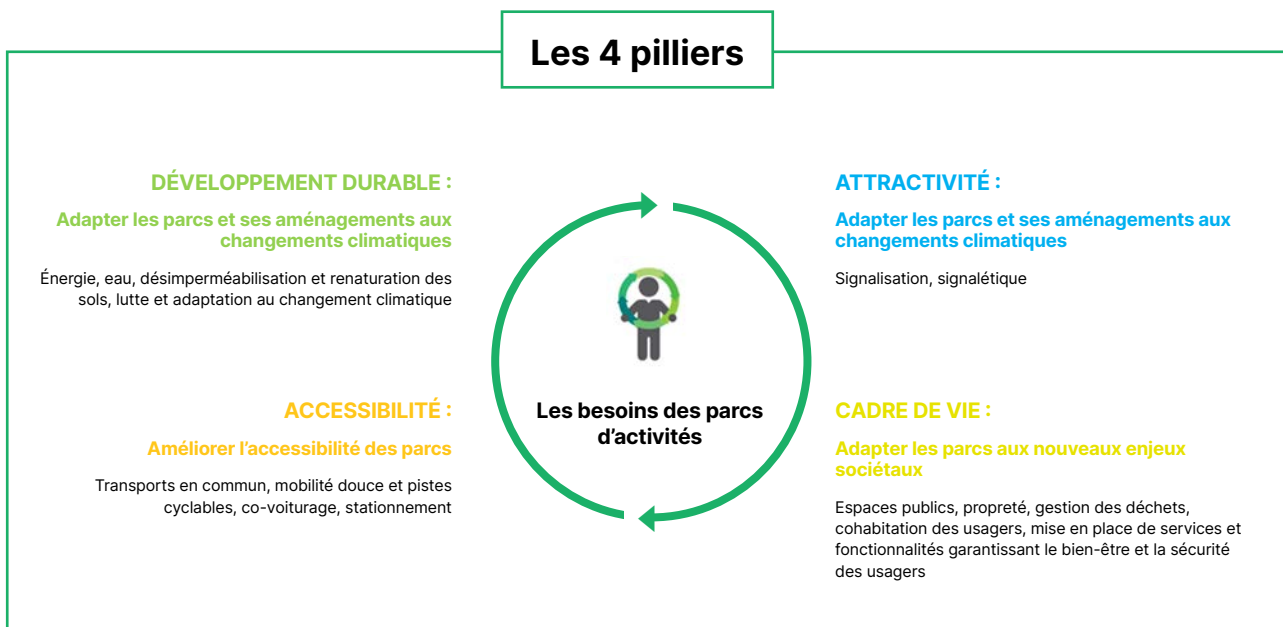 Les 4 pilliers
DÉVELOPPEMENT DURABLE :
Adapter les parcs et ses aménagements aux
changements climatiques
Énergie, eau, désimperméabilisation et renaturation des
sols, lutte et adaptation au changement climatique
ATTRACTIVITÉ :
Adapter les parcs et ses aménagements aux
changements climatiques
Signalisation, signalétique
Les besoins des parcs
d’activités
ACCESSIBILITÉ :
Améliorer l’accessibilité des parcs
Transports en commun, mobilité douce et pistes
cyclables, co-voiturage, stationnement
CADRE DE VIE :
Adapter les parcs aux nouveaux enjeux
sociétaux
Espaces publics, propreté, gestion des déchets,
cohabitation des usagers, mise en place de services et
fonctionnalités garantissant le bien-être et la sécurité
des usagers